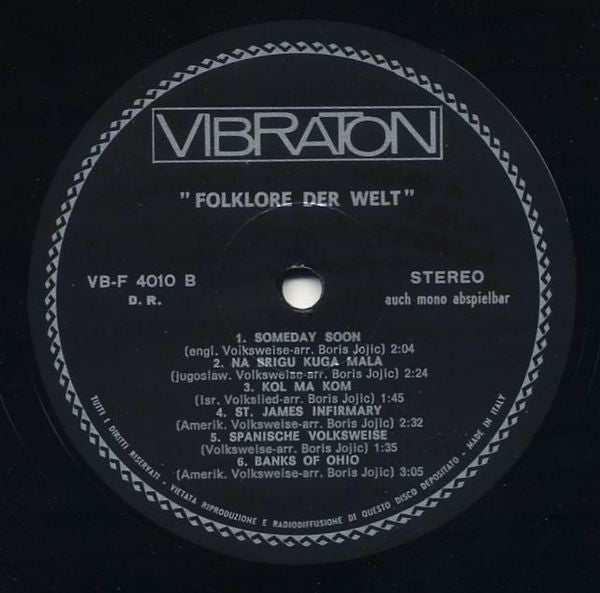 VIBRATON
"FOLKLORE DER WELT"
VB-F 4010 B
D. R.
STEREO
auch mono abspielbar
1. SOMEDAY SOON
(engl. Volksweise-arr. Boris Jojic) 2:04
2. NA SRIGU KUGA MALA
(jugoslaw. Volksweise-arr. Boris Jojic) 2:24
3. KOL MA KOM
(Isr. Volkslied-arr. Boris Jojic) 1:45
4. ST. JAMES INFIRMARY
(Amerik. Volksweise-arr. Boris Jojic) 2:32
5. SPANISCHE VOLKSWEISE
(Volksweise-arr. Boris Jojic) 1:35
6. BANKS OF OHIO
(Amerik. Volksweise-arr. Boris Jojic) 3:05
TUTTI I DIRITTI RISERVATI - VIETATA RIPRODUZIONE E RADIODIFFUSIONE DI QUESTO DISCO DEPOSITATO - MADE IN ITALY